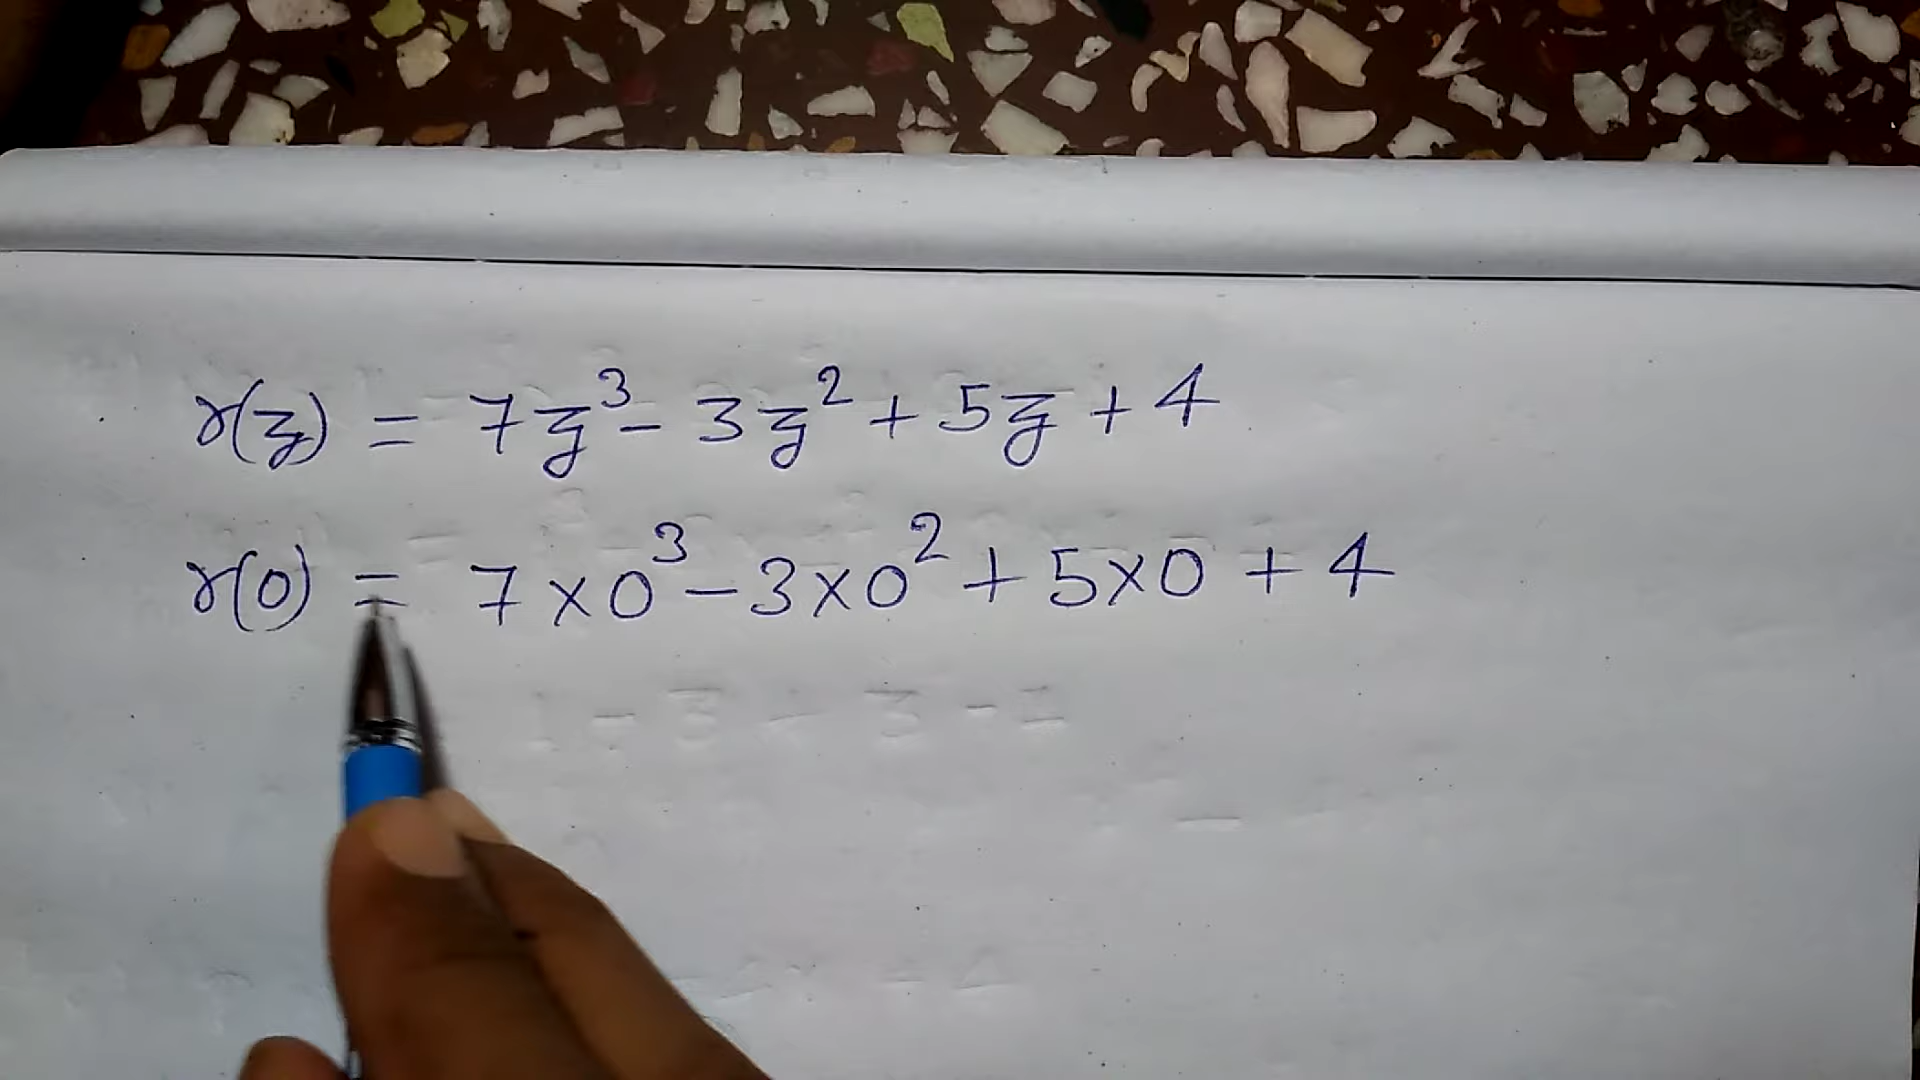 r(z) = 7z³ - 3z² + 5z + 4
r(0) = 7 × 0³ - 3 × 0² + 5 × 0 + 4